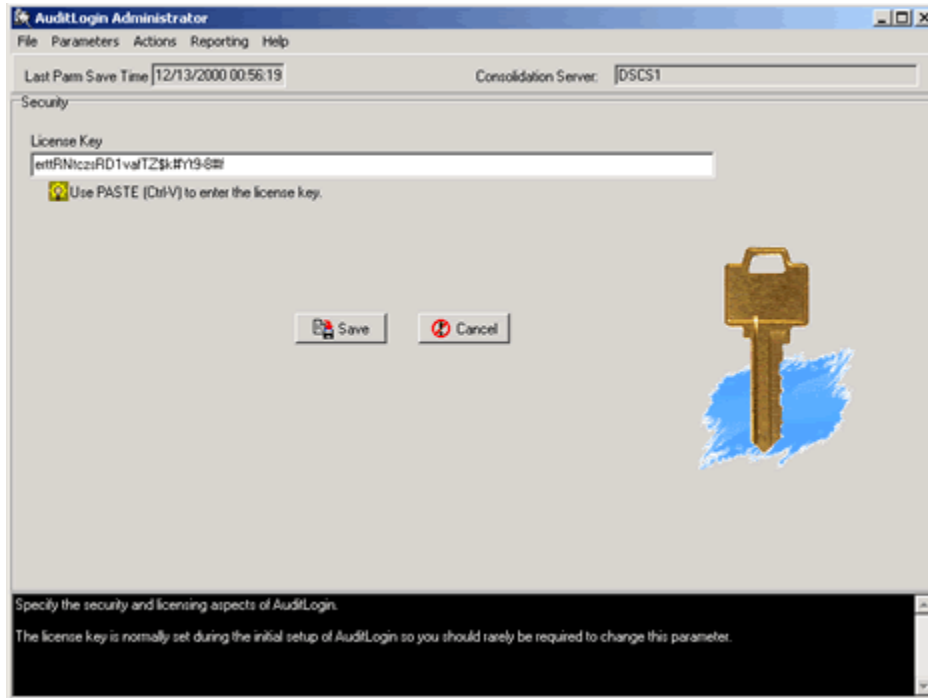 AuditLogin Administrator
File Parameters Actions Reporting Help
Last Parm Save Time 12/13/2000 00:56:19 Consolidation Server: DSCS1
Security
License Key
Use PASTE (Ctrl-V) to enter the license key.
Save Cancel
Specify the security and licensing aspects of AuditLogin.
The license key is normally set during the initial setup of AuditLogin so you should rarely be required to change this parameter.